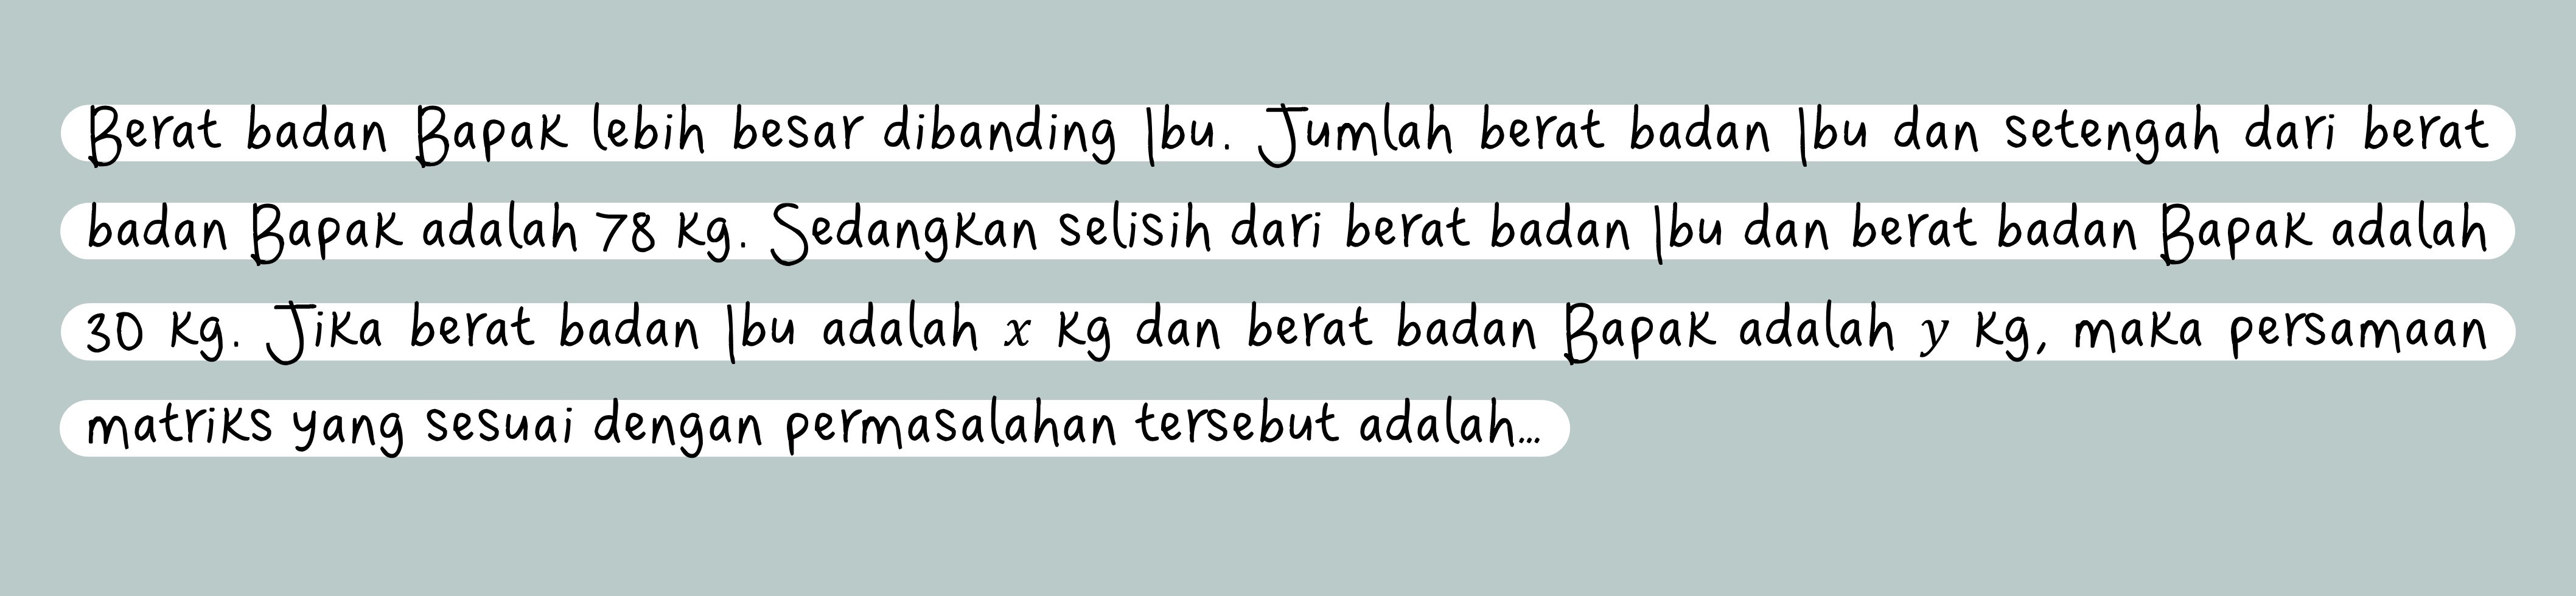 Berat badan Bapak lebih besar dibanding Ibu. Jumlah berat badan Ibu dan setengah dari berat
badan Bapak adalah 78 kg. Sedangkan selisih dari berat badan Ibu dan berat badan Bapak adalah
30 kg. Jika berat badan Ibu adalah x kg dan berat badan Bapak adalah y kg, maka persamaan
matriks yang sesuai dengan permasalahan tersebut adalah...